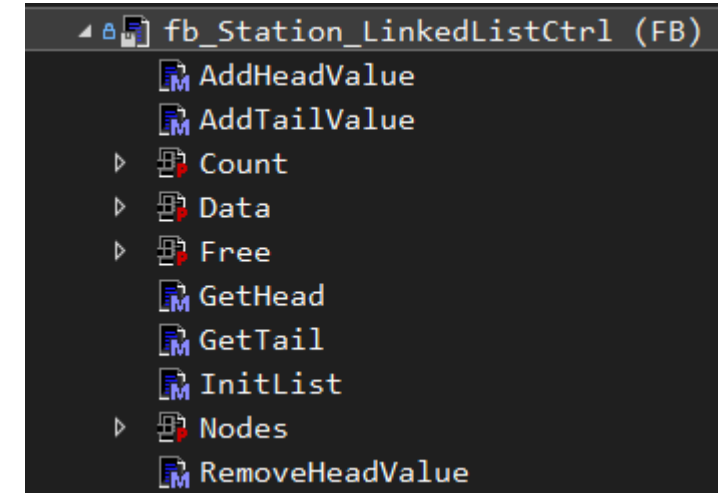 fb_Station_LinkedListCtrl (FB)
AddHeadValue
AddTailValue
Count
Data
Free
GetHead
GetTail
InitList
Nodes
RemoveHeadValue